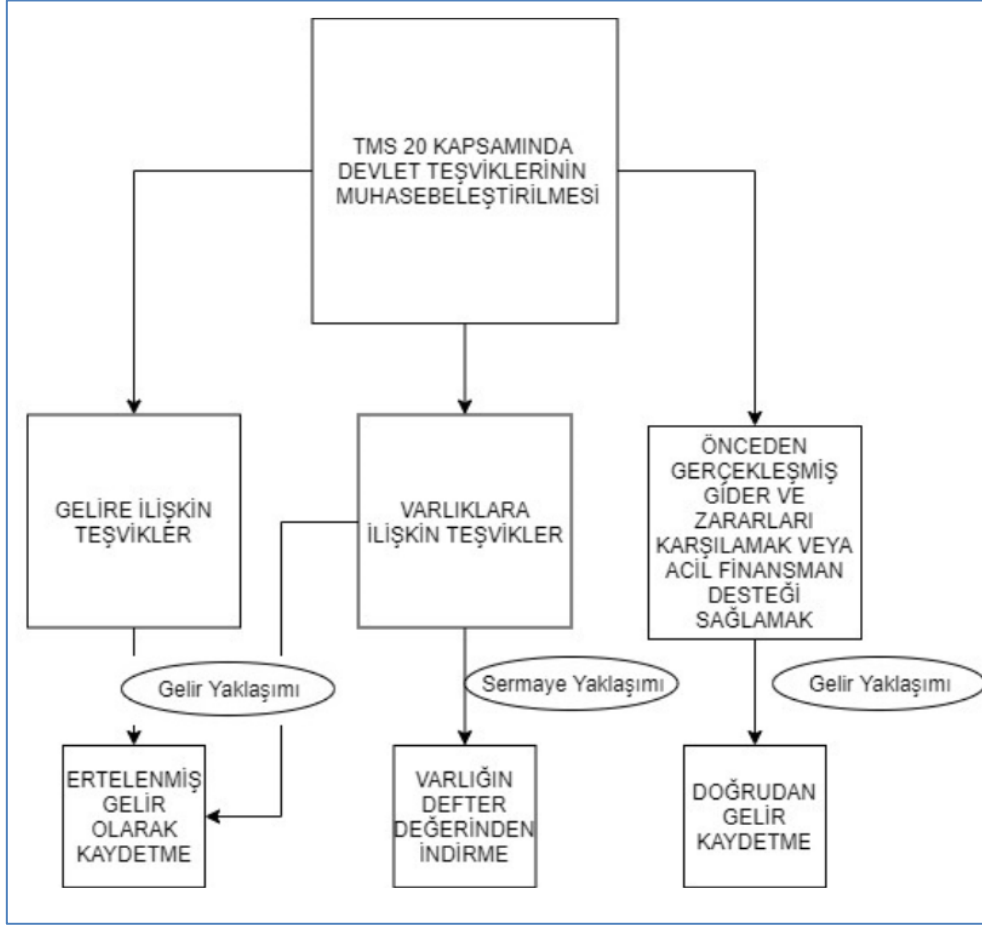 TMS 20 KAPSAMINDA
DEVLET TEŞVİKLERİNİN
MUHASEBELEŞTİRİLMESİ
GELİRE İLİŞKİN
TEŞVİKLER
VARLIKLARA
İLİŞKİN TEŞVİKLER
ÖNCEDEN
GERÇEKLEŞMİŞ
GİDER VE
ZARARLARI
KARŞILAMAK VEYA
ACİL FİNANSMAN
DESTEĞİ
SAĞLAMAK
Gelir Yaklaşımı
Sermaye Yaklaşımı
Gelir Yaklaşımı
ERTELENMİŞ
GELİR
OLARAK
KAYDETME
VARLIĞIN
DEFTER
DEĞERİNDEN
İNDİRME
DOĞRUDAN
GELİR
KAYDETME